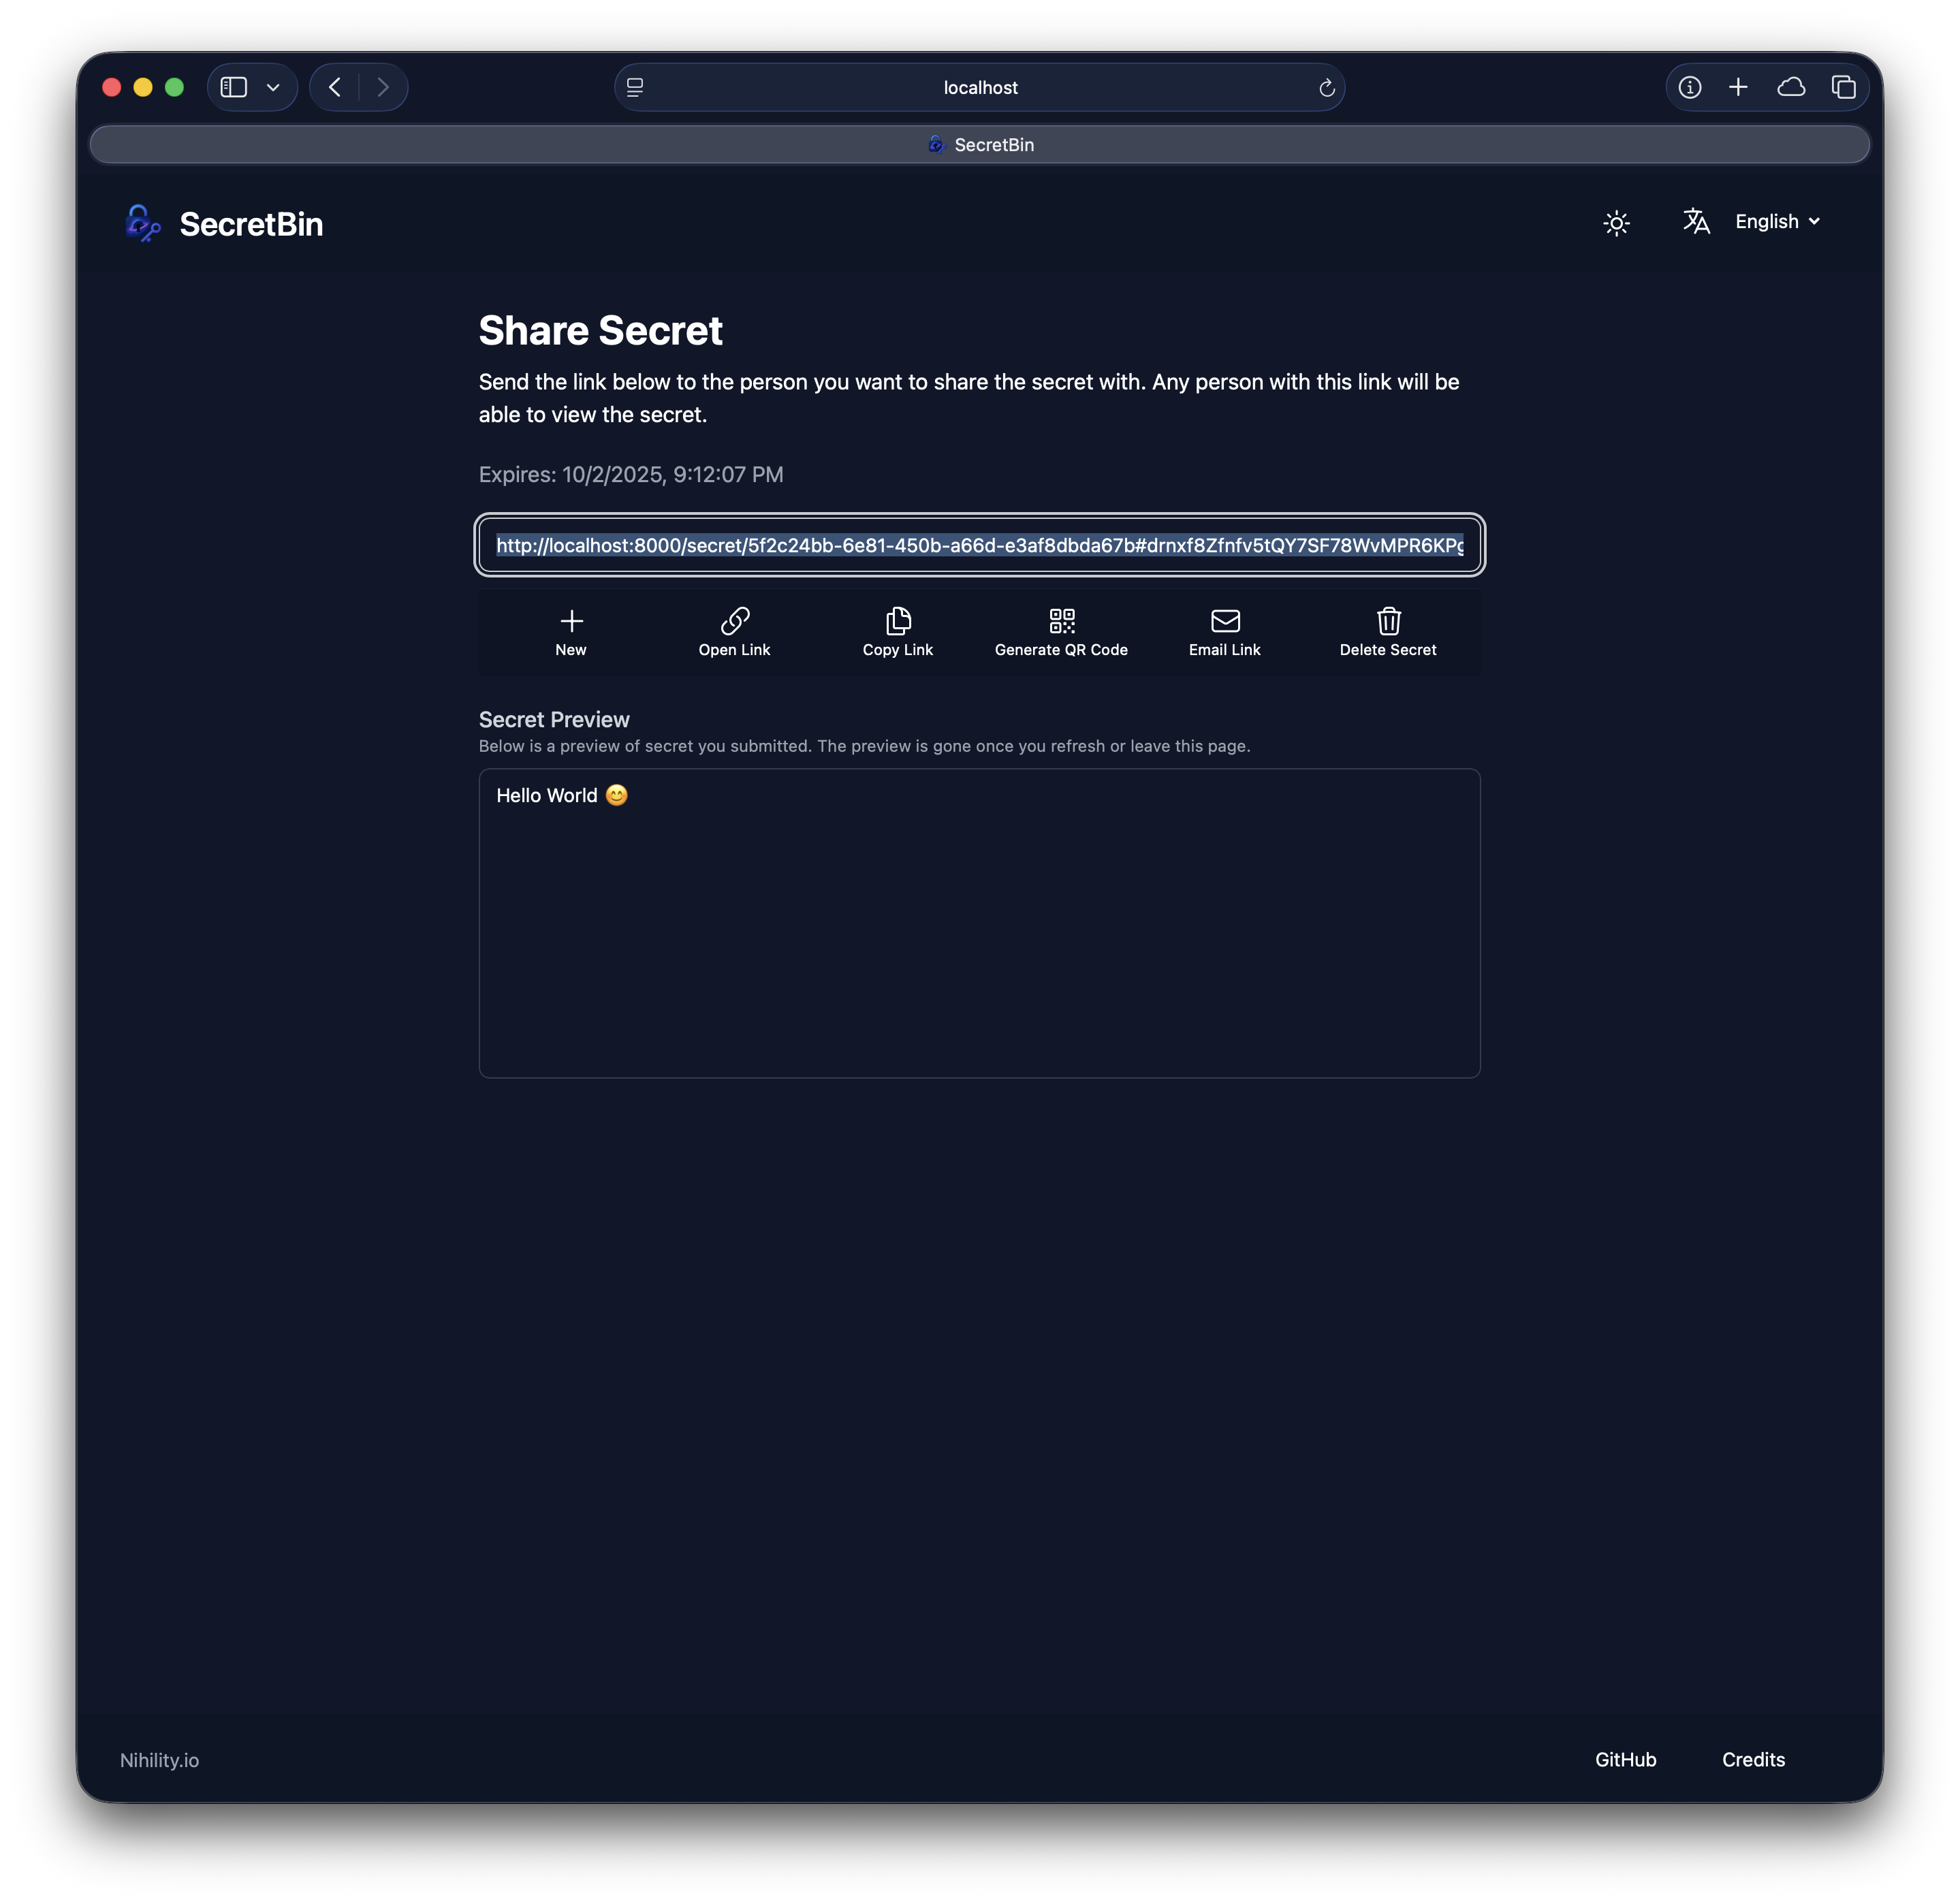 localhost
SecretBin
SecretBin
English
Share Secret
Send the link below to the person you want to share the secret with. Any person with this link will be
able to view the secret.
Expires: 10/2/2025, 9:12:07 PM
http://localhost:8000/secret/5f2c24bb-6e81-450b-a66d-e3af8dbda67b#drnxf8Zfnfv5tQY7SF78WvMPR6KPg
New
Open Link
Copy Link
Generate QR Code
Email Link
Delete Secret
Secret Preview
Below is a preview of secret you submitted. The preview is gone once you refresh or leave this page.
Hello World 😊
Nihility.io
GitHub
Credits